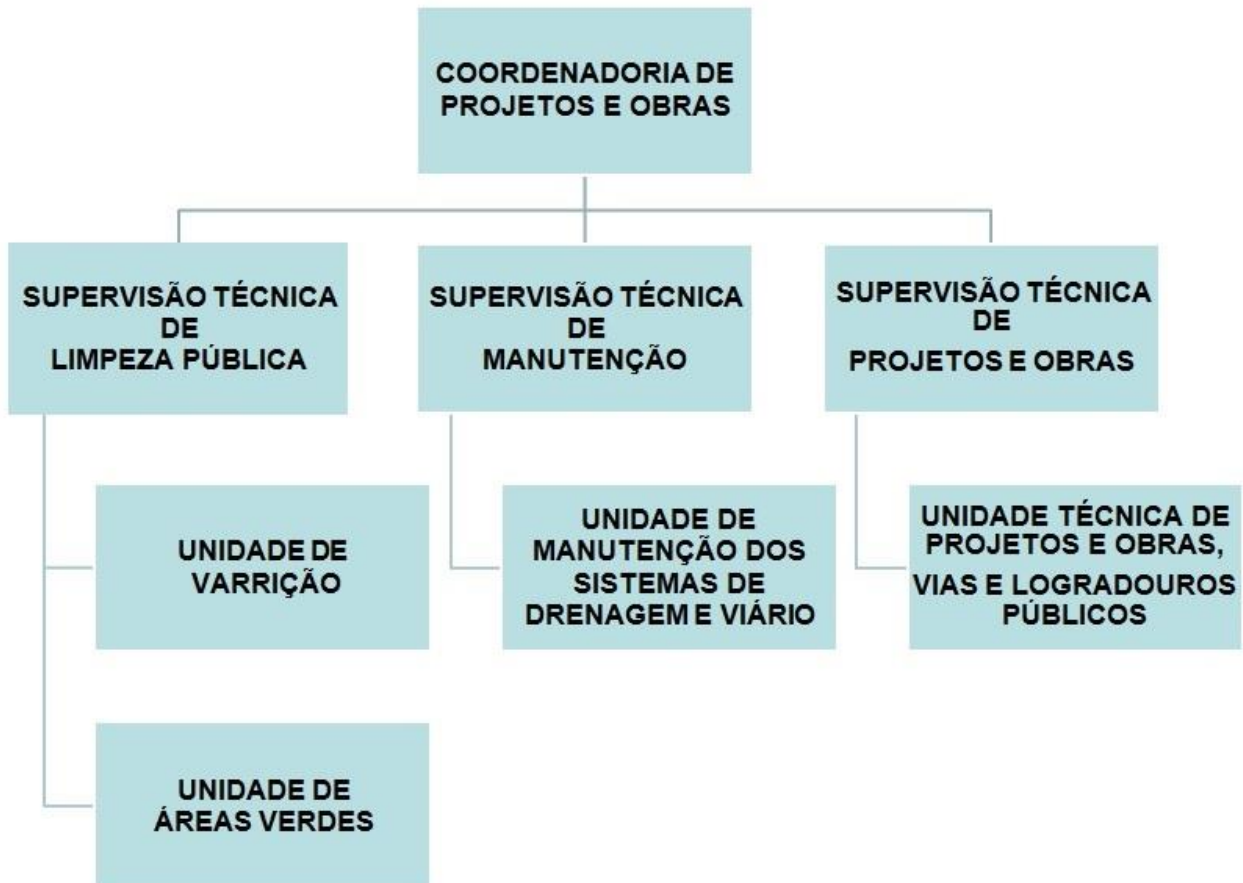 COORDENADORIA DE
PROJETOS E OBRAS
SUPERVISÃO TÉCNICA
DE
LIMPEZA PÚBLICA
SUPERVISÃO TÉCNICA
DE
MANUTENÇÃO
SUPERVISÃO TÉCNICA
DE
PROJETOS E OBRAS
UNIDADE DE
VARRIÇÃO
UNIDADE DE
MANUTENÇÃO DOS
SISTEMAS DE
DRENAGEM E VIÁRIO
UNIDADE TÉCNICA DE
PROJETOS E OBRAS,
VIAS E LOGRADOUROS
PÚBLICOS
UNIDADE DE
ÁREAS VERDES